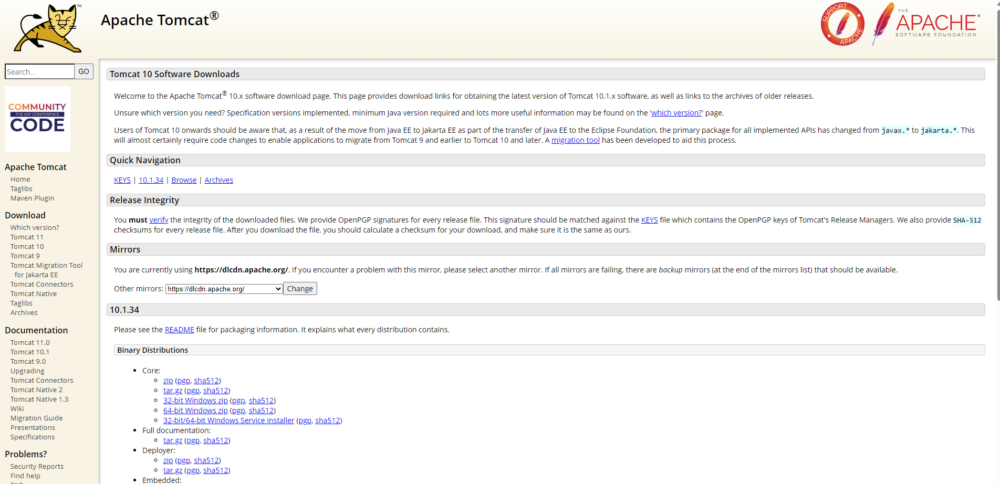 TM
Apache Tomcat®
SUPPORT APACHE
THE
APACHE®
SOFTWARE FOUNDATION
Search…
GO
COMMUNITY
THE ASF CONFERENCE
CODE
Apache Tomcat
Home
Taglibs
Maven Plugin
Download
Which version?
Tomcat 11
Tomcat 10
Tomcat 9
Tomcat Migration Tool
for Jakarta EE
Tomcat Connectors
Tomcat Native
Taglibs
Archives
Documentation
Tomcat 11.0
Tomcat 10.1
Tomcat 9.0
Upgrading
Tomcat Connectors
Tomcat Native 2
Tomcat Native 1.3
Wiki
Migration Guide
Presentations
Specifications
Problems?
Security Reports
Find help
Tomcat 10 Software Downloads
Welcome to the Apache Tomcat® 10.x software download page. This page provides download links for obtaining the latest version of Tomcat 10.1.x software, as well as links to the archives of older releases.
Unsure which version you need? Specification versions implemented, minimum Java version required and lots more useful information may be found on the 'which version?' page.
Users of Tomcat 10 onwards should be aware that, as a result of the move from Java EE to Jakarta EE as part of the transfer of Java EE to the Eclipse Foundation, the primary package for all implemented APIs has changed from javax.* to jakarta.*. This
will almost certainly require code changes to enable applications to migrate from Tomcat 9 and earlier to Tomcat 10 and later. A migration tool has been developed to aid this process.
Quick Navigation
KEYS | 10.1.34 | Browse | Archives
Release Integrity
You must verify the integrity of the downloaded files. We provide OpenPGP signatures for every release file. This signature should be matched against the KEYS file which contains the OpenPGP keys of Tomcat's Release Managers. We also provide SHA-512
checksums for every release file. After you download the file, you should calculate a checksum for your download, and make sure it is the same as ours.
Mirrors
You are currently using https://dlcdn.apache.org/. If you encounter a problem with this mirror, please select another mirror. If all mirrors are failing, there are backup mirrors (at the end of the mirrors list) that should be available.
Other mirrors: https://dlcdn.apache.org/ Change
10.1.34
Please see the README file for packaging information. It explains what every distribution contains.
Binary Distributions
Core:
zip (pgp, sha512)
tar.gz (pgp, sha512)
32-bit Windows zip (pgp, sha512)
64-bit Windows zip (pgp, sha512)
32-bit/64-bit Windows Service Installer (pgp, sha512)
Full documentation:
tar.gz (pgp, sha512)
Deployer:
zip (pgp, sha512)
tar.gz (pgp, sha512)
Embedded: